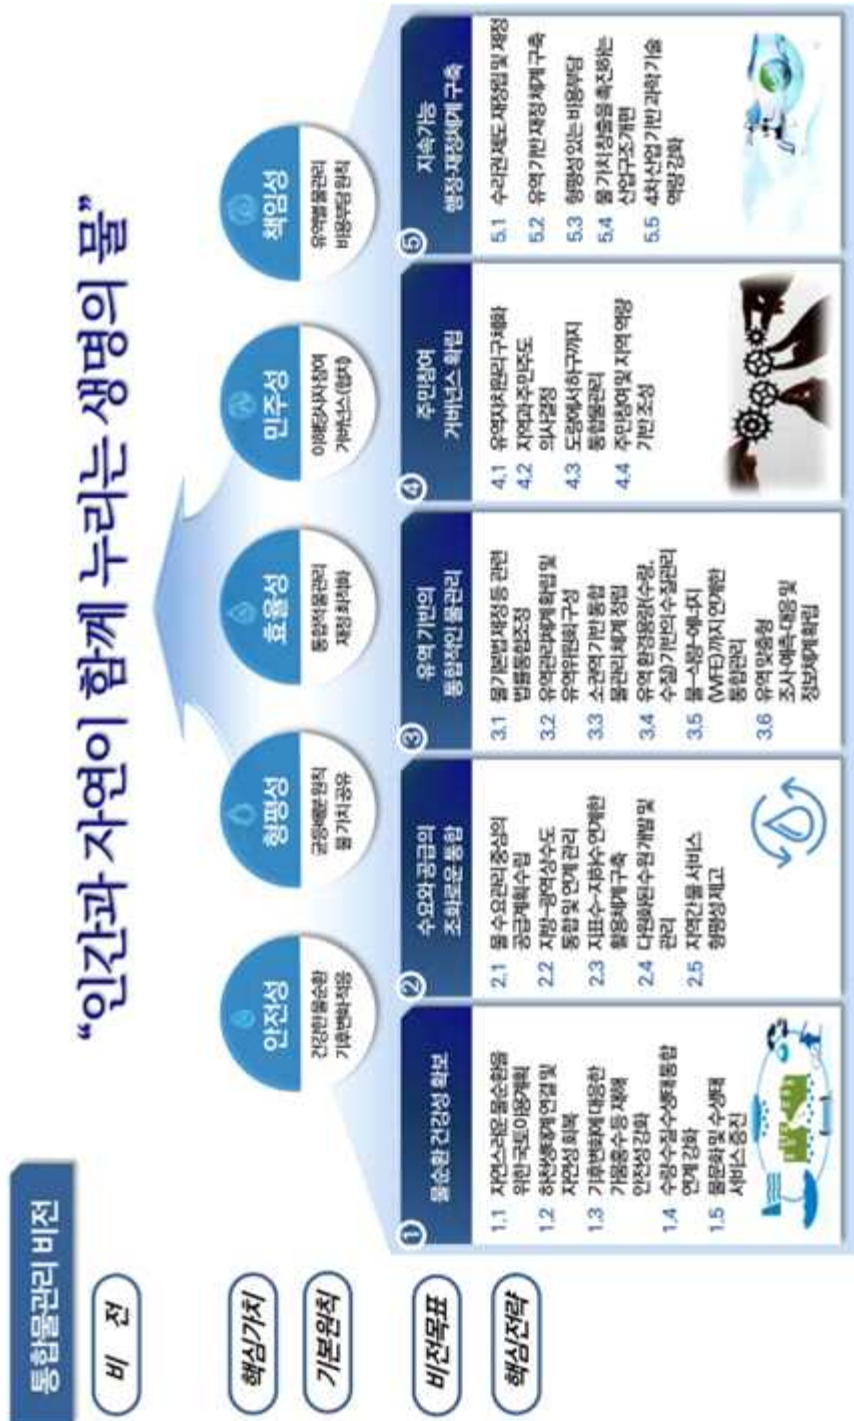 통합물관리 비전
비 전
“인간과 자연이 함께 누리는 생명의 물”
핵심가치
안전성
형평성
효율성
민주성
책임성
기본원칙
건강한 물순환
기후변화 적응
균등배분 원칙
물 가치 공유
통합적 물관리
재정 최적화
이해당사자 참여
거버넌스(협치)
유역별 물관리
비용부담 원칙
비전목표
핵심전략
①
물순환 건강성 확보
1.1 자연스러운 물순환을
위한 국토이용계획
1.2 하천생태계 연결 및
자연성 회복
1.3 기후변화에 대응한
가뭄홍수 등 재해
안전성 강화
1.4 수량수질수생태 통합
연계 강화
1.5 물문화 및 수생태
서비스 증진
②
수요와 공급의
조화로운 통합
2.1 물 수요관리 중심의
공급계획 수립
2.2 지방-광역상수도
통합 및 연계 관리
2.3 지표수-지하수 연계한
활용체계 구축
2.4 다원화된 수원 개발 및
관리
2.5 지역간 물 서비스
형평성 제고
③
유역 기반의
통합적인 물관리
3.1 물기본법 제정 등 관련
법률 통합조정
3.2 유역관리체계 확립 및
유역위원회 구성
3.3 소권역 기반 통합
물관리 체계 정립
3.4 유역 환경용량(수량,
수질) 기반의 수질관리
3.5 물-식량-에너지
(WFE)까지 연계한
통합관리
3.6 유역 맞춤형
조사·예측·대응 및
정보체계 확립
④
주민참여
거버넌스 확립
4.1 유역자치원리 구체화
4.2 지역과 주민주도
의사결정
4.3 도랑에서 하구까지
통합물관리
4.4 주민참여 및 지역 역량
기반 조성
⑤
지속가능
행정·재정체계 구축
5.1 수리권 제도 재정립 및 제정
5.2 유역 기반 재정 체계 구축
5.3 형평성 있는 비용부담
5.4 물 가치 창출을 촉진하는
산업구조 개편
5.5 4차 산업 기반 과학 기술
역량 강화